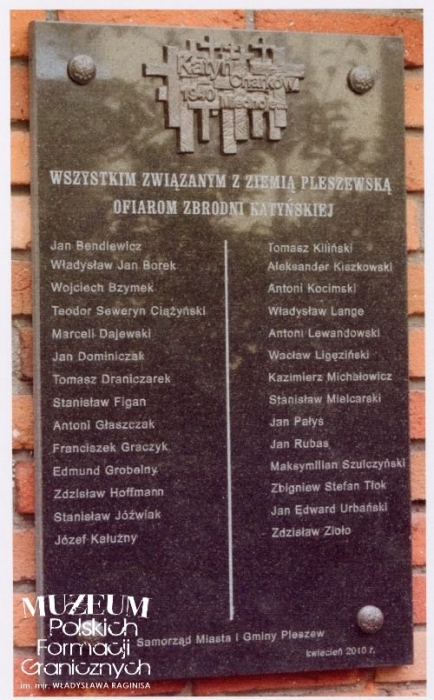 Katyń
Charków
1940 Miednoje
WSZYSTKIM ZWIĄZANYM Z ZIEMIĄ PLESZEWSKĄ
OFIAROM ZBRODNI KATYŃSKIEJ
Jan Bendlewicz
Władysław Jan Borek
Wojciech Bzymek
Teodor Seweryn Ciążyński
Marceli Dajewski
Jan Dominiczak
Tomasz Draniczarek
Stanisław Figan
Antoni Głaszczak
Franciszek Graczyk
Edmund Grobelny
Zdzisław Hoffmann
Stanisław Jóźwiak
Józef Kałużny
Tomasz Kiliński
Aleksander Kiszkowski
Antoni Kocimski
Władysław Lange
Antoni Lewandowski
Wacław Ligęziński
Kazimierz Michałowicz
Stanisław Mielcarski
Jan Pałys
Jan Rubas
Maksymilian Szulczyński
Zbigniew Stefan Tłok
Jan Edward Urbański
Zdzisław Zioło
Samorząd Miasta i Gminy Pleszew
kwiecień 2010 r.
MUZEUM
Polskich
Formacji
Granicznych
im. mjr. WŁADYSŁAWA RAGINISA